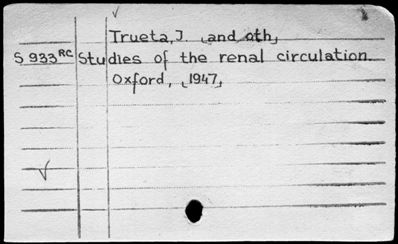 Trueta, J. [and oth]
S 933 RC Studies of the renal circulation.
Oxford, [1947]